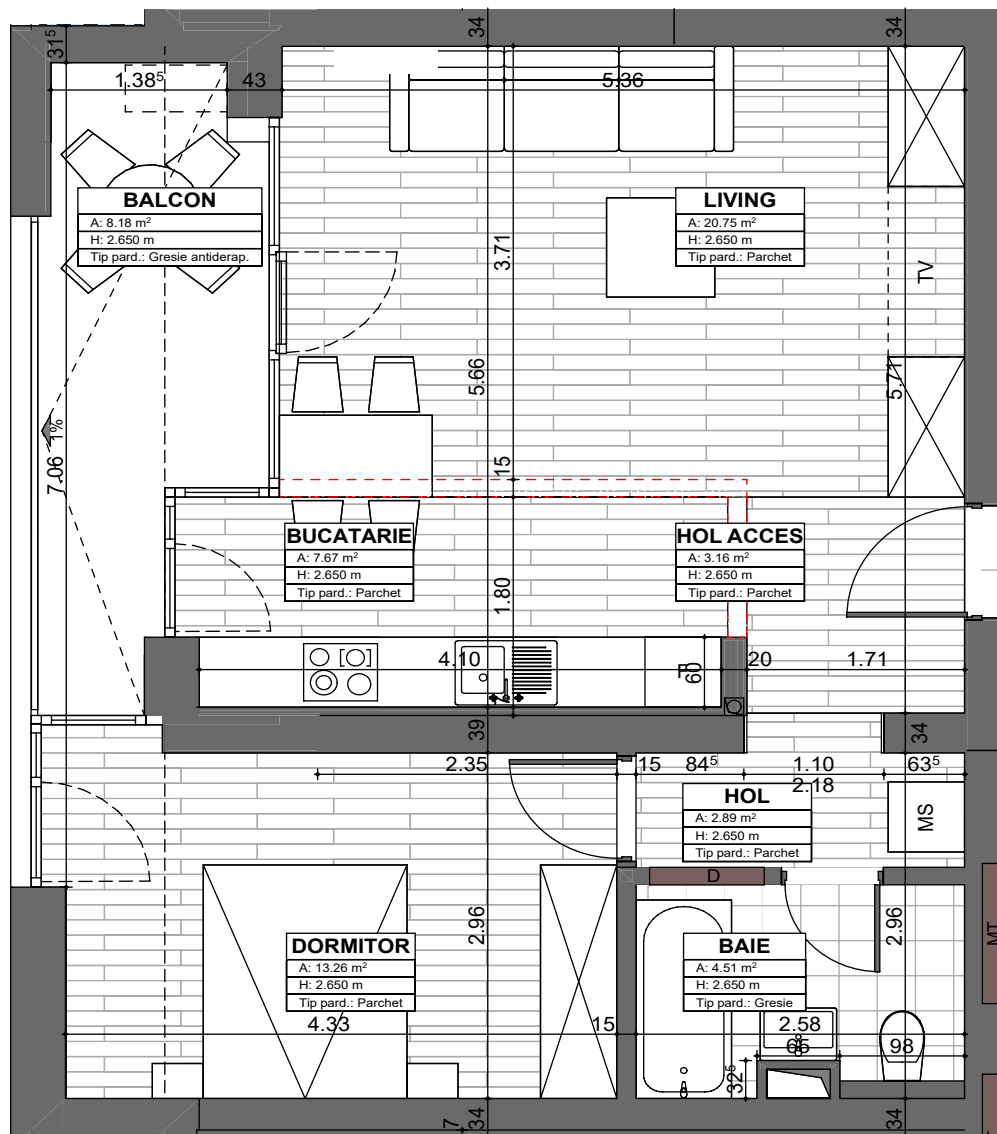 31⁵
34
34
1.38⁵
43
5.36
BALCON
A: 8.18 m²
H: 2.650 m
Tip pard.: Gresie antiderap.
LIVING
A: 20.75 m²
H: 2.650 m
Tip pard.: Parchet
3.71
TV
5.66
5.71
7.06
1%
15
BUCATARIE
A: 7.67 m²
H: 2.650 m
Tip pard.: Parchet
HOL ACCES
A: 3.16 m²
H: 2.650 m
Tip pard.: Parchet
1.80
4.10
60
20
1.71
39
34
2.35
15
84⁵
1.10
63⁵
2.18
HOL
A: 2.89 m²
H: 2.650 m
Tip pard.: Parchet
MS
D
2.96
2.96
MT
DORMITOR
A: 13.26 m²
H: 2.650 m
Tip pard.: Parchet
BAIE
A: 4.51 m²
H: 2.650 m
Tip pard.: Gresie
4.33
15
2.58
65
98
32⁵
7
34
34